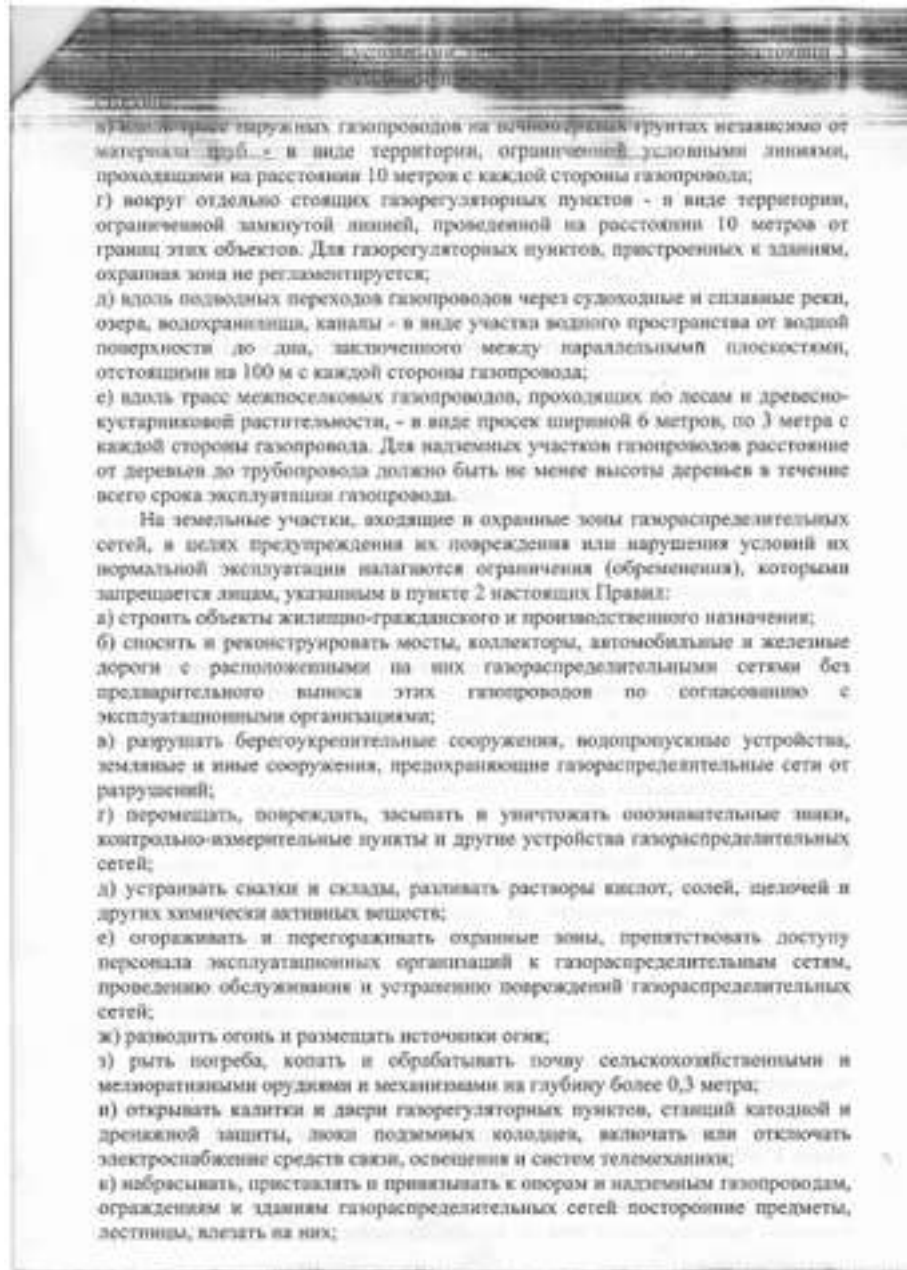 условными
стороны;
в) вдоль трасс наружных газопроводов на вечномерзлых грунтах независимо от
материала труб - в виде территории, ограниченной условными линиями,
проходящими на расстоянии 10 метров с каждой стороны газопровода;
г) вокруг отдельно стоящих газорегуляторных пунктов - в виде территории,
ограниченной замкнутой линией, проведенной на расстоянии 10 метров от
границ этих объектов. Для газорегуляторных пунктов, пристроенных к зданиям,
охранная зона не регламентируется;
д) вдоль подводных переходов газопроводов через судоходные и сплавные реки,
озера, водохранилища, каналы - в виде участка водного пространства от водной
поверхности до дна, заключенного между параллельными плоскостями,
отстоящими на 100 м с каждой стороны газопровода;
е) вдоль трасс межпоселковых газопроводов, проходящих по лесам и древесно-
кустарниковой растительности, - в виде просек шириной 6 метров, по 3 метра с
каждой стороны газопровода. Для надземных участков газопроводов расстояние
от деревьев до трубопровода должно быть не менее высоты деревьев в течение
всего срока эксплуатации газопровода.
На земельные участки, входящие в охранные зоны газораспределительных
сетей, в целях предупреждения их повреждения или нарушения условий их
нормальной эксплуатации налагаются ограничения (обременения), которыми
запрещается лицам, указанным в пункте 2 настоящих Правил:
а) строить объекты жилищно-гражданского и производственного назначения;
б) сносить и реконструировать мосты, коллекторы, автомобильные и железные
дороги с расположенными на них газораспределительными сетями без
предварительного выноса этих газопроводов по согласованию с
эксплуатационными организациями;
в) разрушать берегоукрепительные сооружения, водопропускные устройства,
земляные и иные сооружения, предохраняющие газораспределительные сети от
разрушений;
г) перемещать, повреждать, засыпать и уничтожать опознавательные знаки,
контрольно-измерительные пункты и другие устройства газораспределительных
сетей;
д) устраивать свалки и склады, разливать растворы кислот, солей, щелочей и
других химически активных веществ;
е) огораживать и перегораживать охранные зоны, препятствовать доступу
персонала эксплуатационных организаций к газораспределительным сетям,
проведению обслуживания и устранению повреждений газораспределительных
сетей;
ж) разводить огонь и размещать источники огня;
з) рыть погреба, копать и обрабатывать почву сельскохозяйственными и
мелиоративными орудиями и механизмами на глубину более 0,3 метра;
и) открывать калитки и двери газорегуляторных пунктов, станций катодной и
дренажной защиты, люки подземных колодцев, включать или отключать
электроснабжение средств связи, освещения и систем телемеханики;
к) набрасывать, приставлять и привязывать к опорам и надземным газопроводам,
ограждениям и зданиям газораспределительных сетей посторонние предметы,
лестницы, влезать на них;